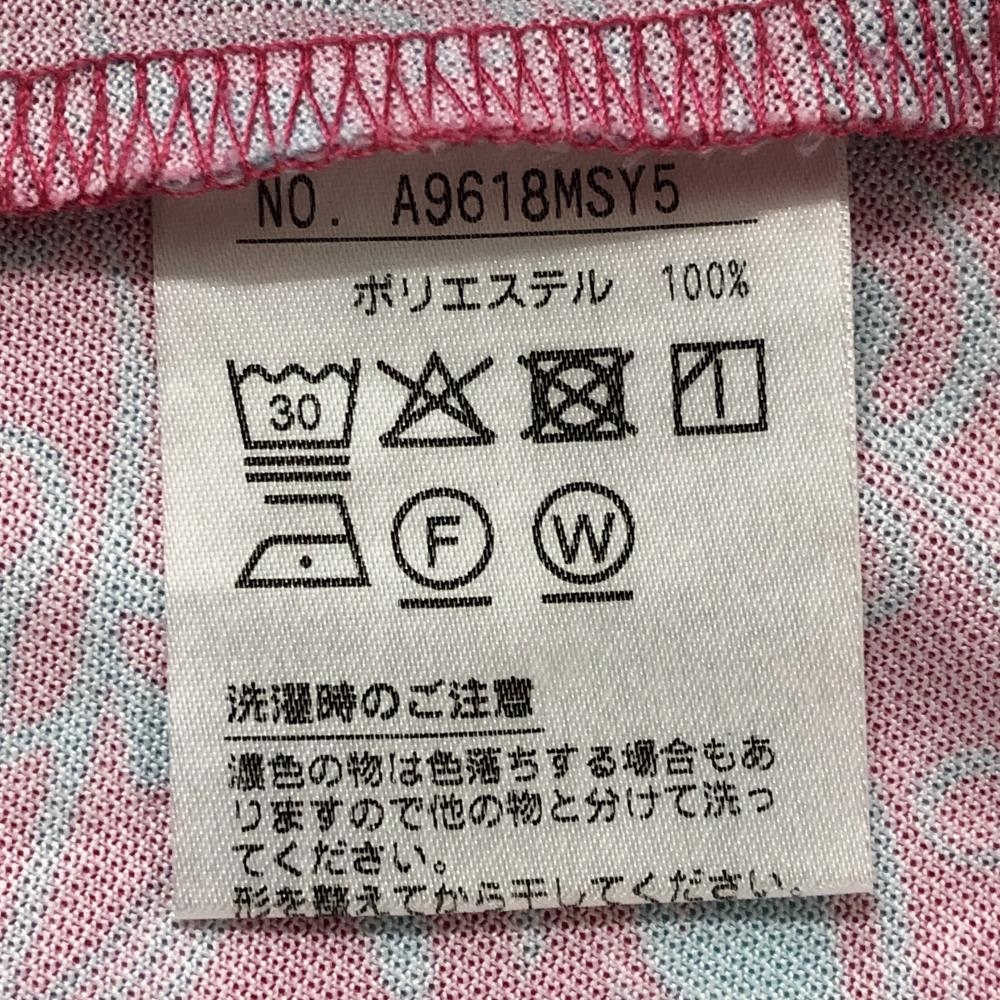 NO. A9618MSY5
ポリエステル 100%
30
F W
洗濯時のご注意
濃色の物は色落ちする場合もあ
りますので他の物と分けて洗っ
てください。
形を整えてから干してください。